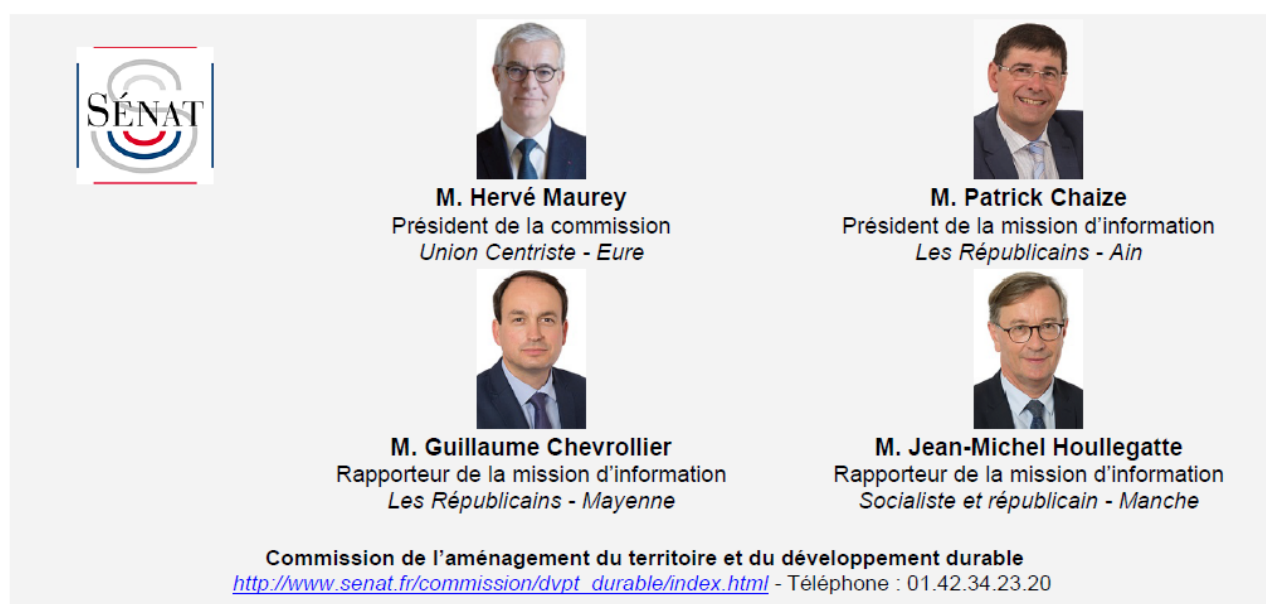 SÉNAT
M. Hervé Maurey
Président de la commission
Union Centriste - Eure
M. Patrick Chaize
Président de la mission d'information
Les Républicains - Ain
M. Guillaume Chevrollier
Rapporteur de la mission d'information
Les Républicains - Mayenne
M. Jean-Michel Houllegatte
Rapporteur de la mission d'information
Socialiste et républicain - Manche
Commission de l'aménagement du territoire et du développement durable
http://www.senat.fr/commission/dvpt_durable/index.html - Téléphone : 01.42.34.23.20